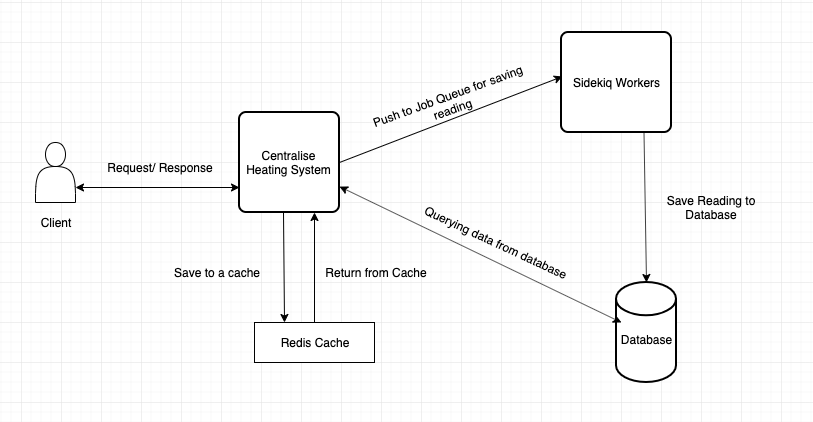 Sidekiq Workers
Push to Job Queue for saving
reading
Centralise
Heating System
Request/ Response
Client
Save Reading to
Database
Querying data from database
Save to a cache
Return from Cache
Redis Cache
Database